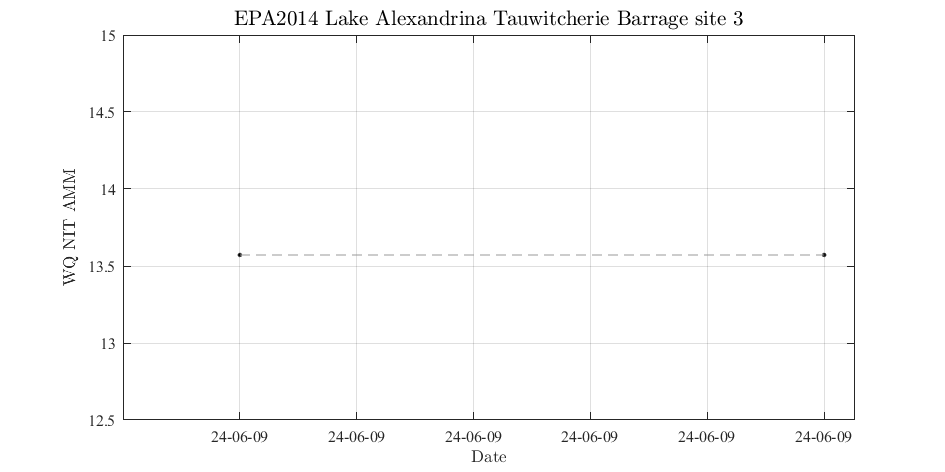 EPA2014 Lake Alexandrina Tauwitcherie Barrage site 3
15
14.5
14
13.5
13
12.5
WQ NIT AMM
24-06-09 24-06-09 24-06-09 24-06-09 24-06-09 24-06-09
Date